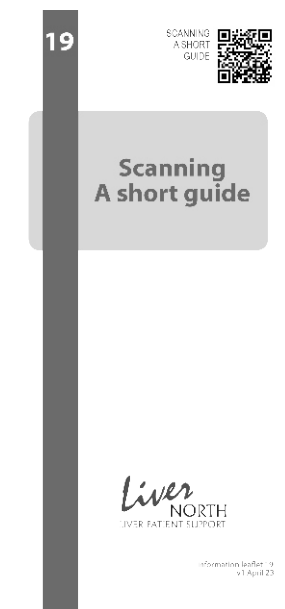 19
SCANNING
A SHORT
GUIDE
Scanning
A short guide
Liver
NORTH
LIVER PATIENT SUPPORT
Information leaflet 19
v1 April 23